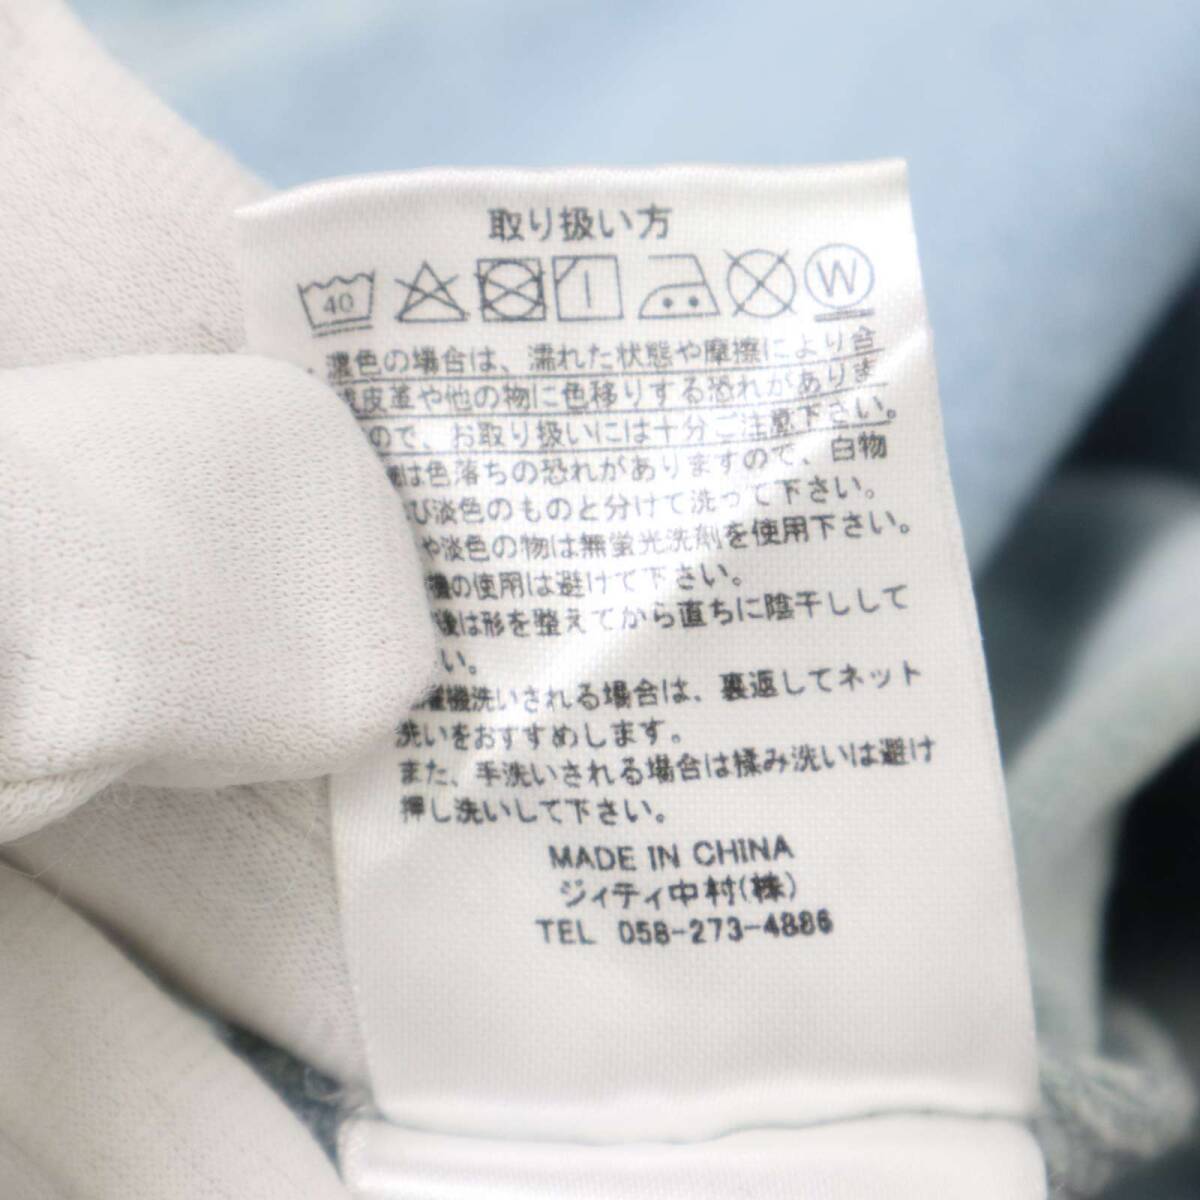 取り扱い方
40 W
・濃色の場合は、濡れた状態や摩擦により合
成皮革や他の物に色移りする恐れがありま
ので、お取り扱いには十分ご注意下さい。
は色落ちの恐れがありますので、白物
び淡色のものと分けて洗って下さい。
や淡色の物は無蛍光洗剤を使用下さい。
機の使用は避けて下さい。
後は形を整えてから直ちに陰干しして
い。
濯機洗いされる場合は、裏返してネット
洗いをおすすめします。
また、手洗いされる場合は揉み洗いは避け
押し洗いして下さい。
MADE IN CHINA
ジィティ中村(株)
TEL 058-273-4886